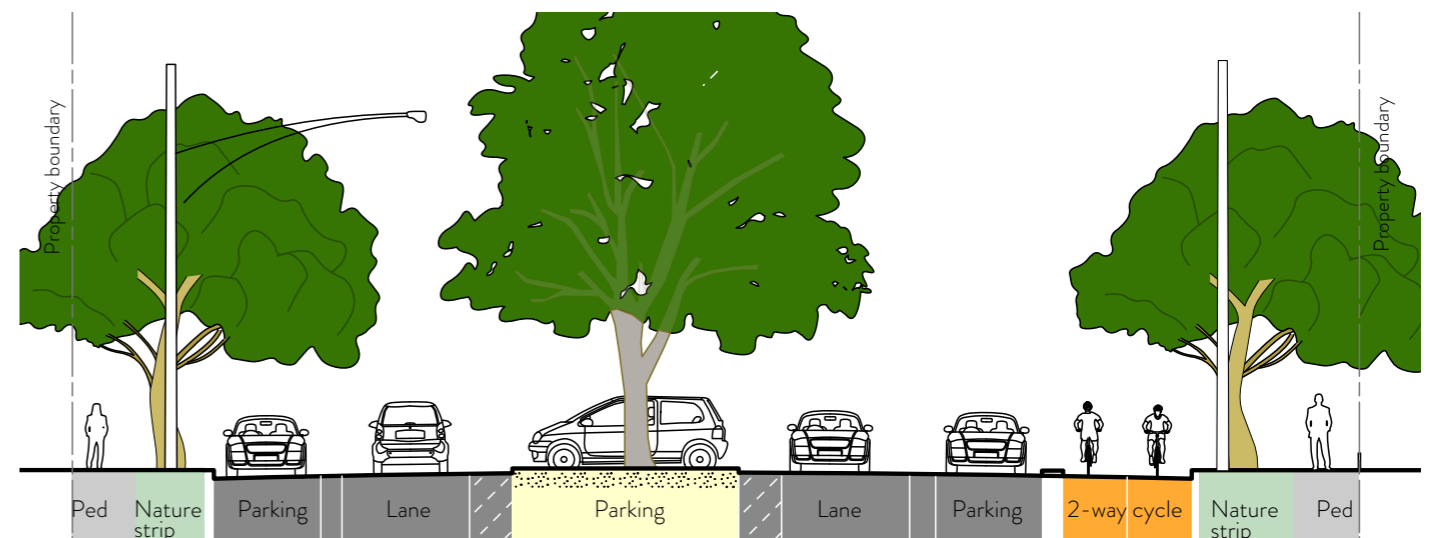 Property boundary
Property boundary
Ped
Nature
strip
Parking
Lane
Parking
Lane
Parking
2-way cycle
Nature
strip
Ped